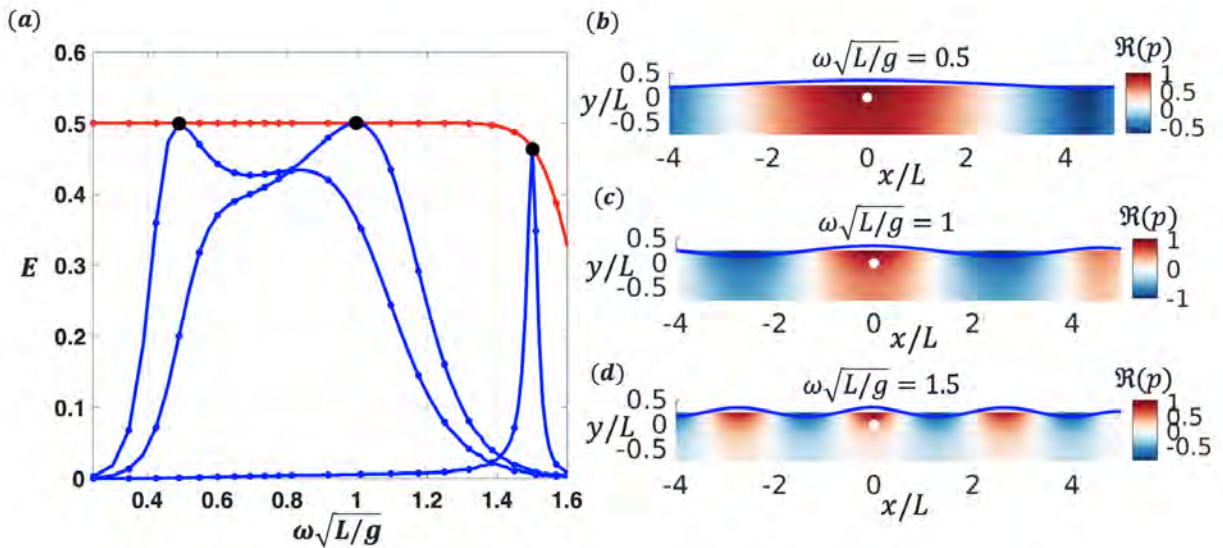 (a)
0.6
0.5
0.4
0.3
0.2
0.1
0
E
0.4 0.6 0.8 1 1.2 1.4 1.6
ω√L/g
(b)
ω√L/g = 0.5
ℜ(p)
y/L
0.5
0
-0.5
1
0.5
0
-0.5
-4 -2 0 2 4
x/L
(c)
ω√L/g = 1
ℜ(p)
y/L
0.5
0
-0.5
1
0
-1
-4 -2 0 2 4
x/L
(d)
ω√L/g = 1.5
ℜ(p)
y/L
0.5
0
-0.5
1
0.5
0
-0.5
-4 -2 0 2 4
x/L